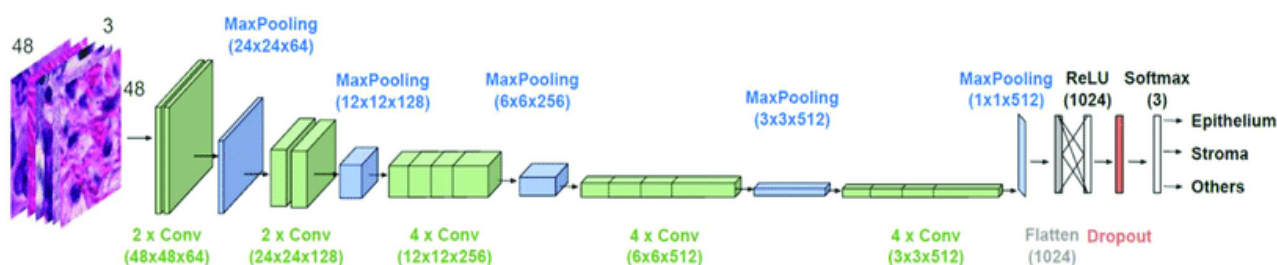 48
3
48
MaxPooling
(24x24x64)
MaxPooling
(12x12x128)
MaxPooling
(6x6x256)
MaxPooling
(3x3x512)
MaxPooling
(1x1x512)
ReLU
(1024)
Softmax
(3)
Epithelium
Stroma
Others
2 x Conv
(48x48x64)
2 x Conv
(24x24x128)
4 x Conv
(12x12x256)
4 x Conv
(6x6x512)
4 x Conv
(3x3x512)
Flatten
(1024)
Dropout